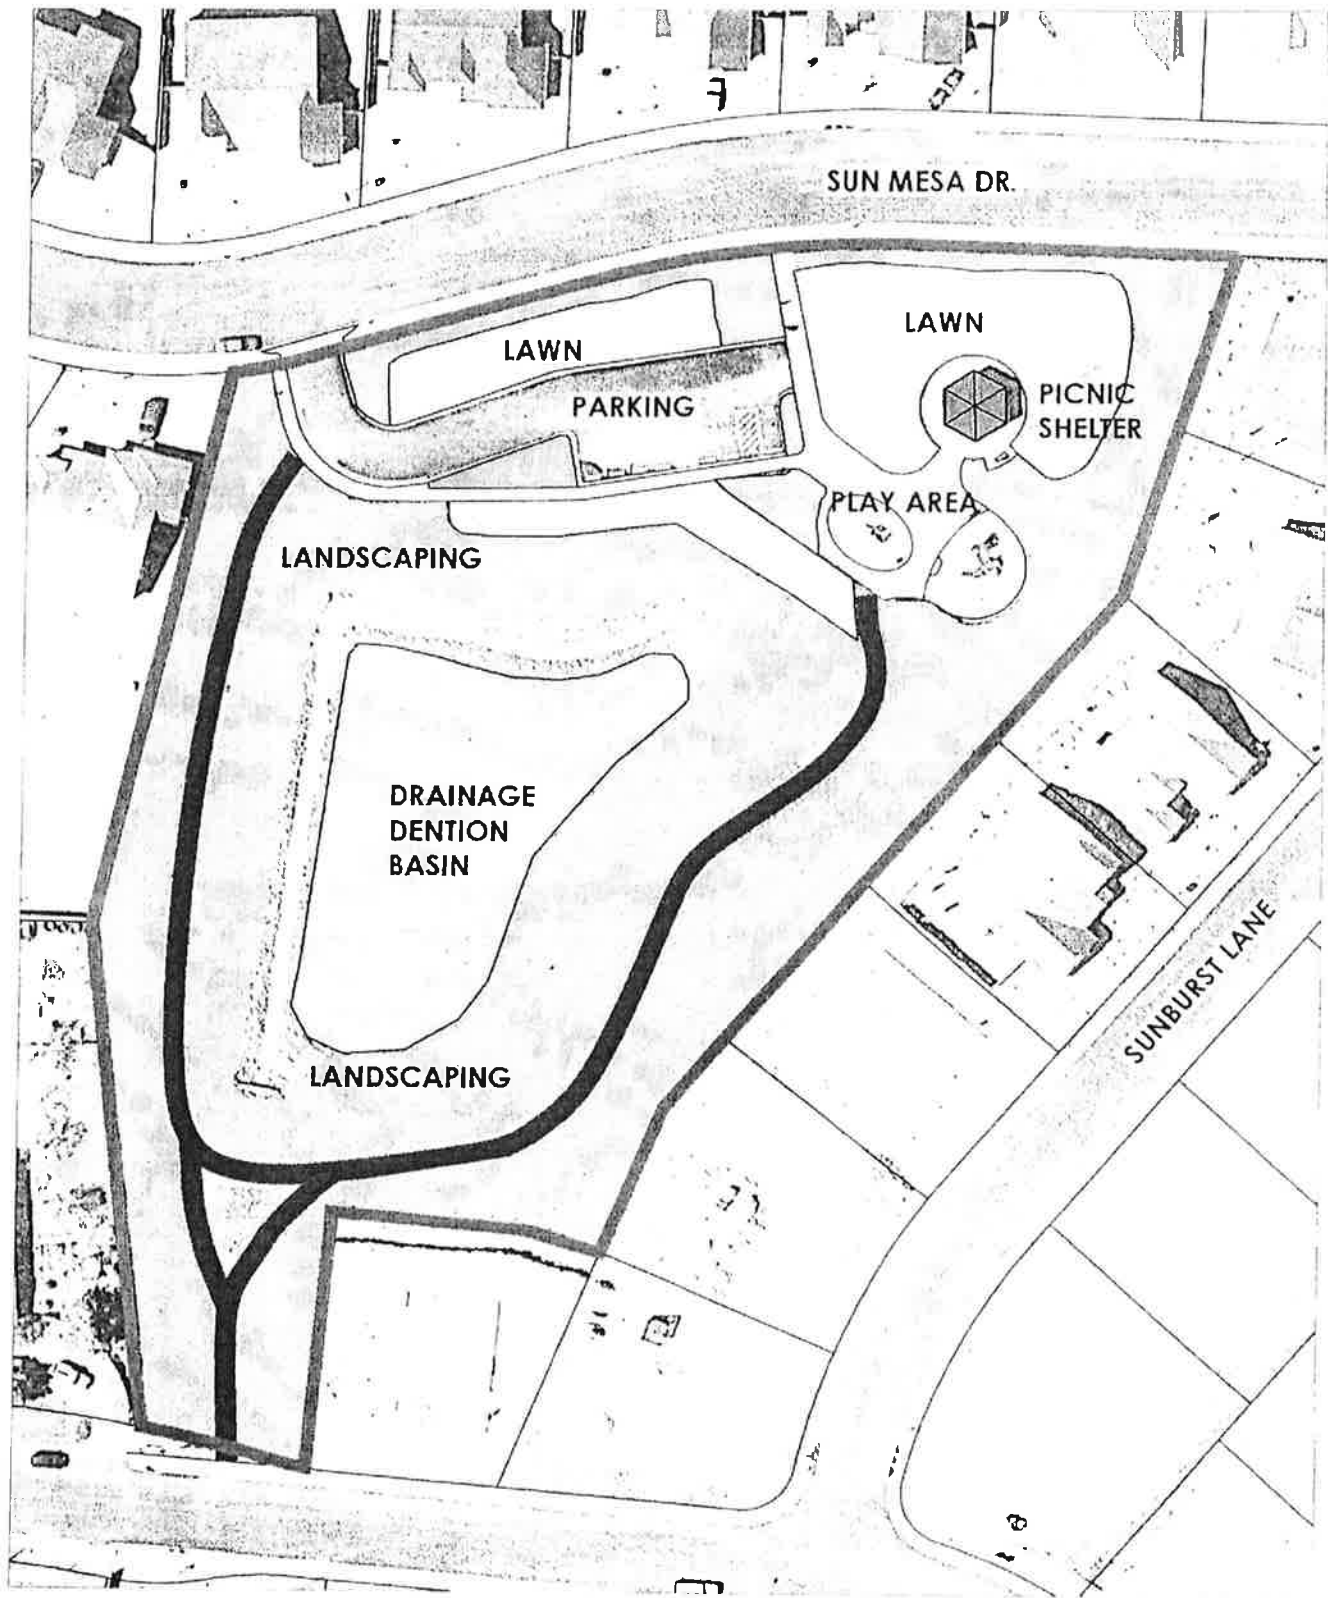 SUN MESA DR.
LAWN
LAWN
PARKING
PICNIC
SHELTER
PLAY AREA
LANDSCAPING
DRAINAGE
DENTION
BASIN
SUNBURST LANE
LANDSCAPING